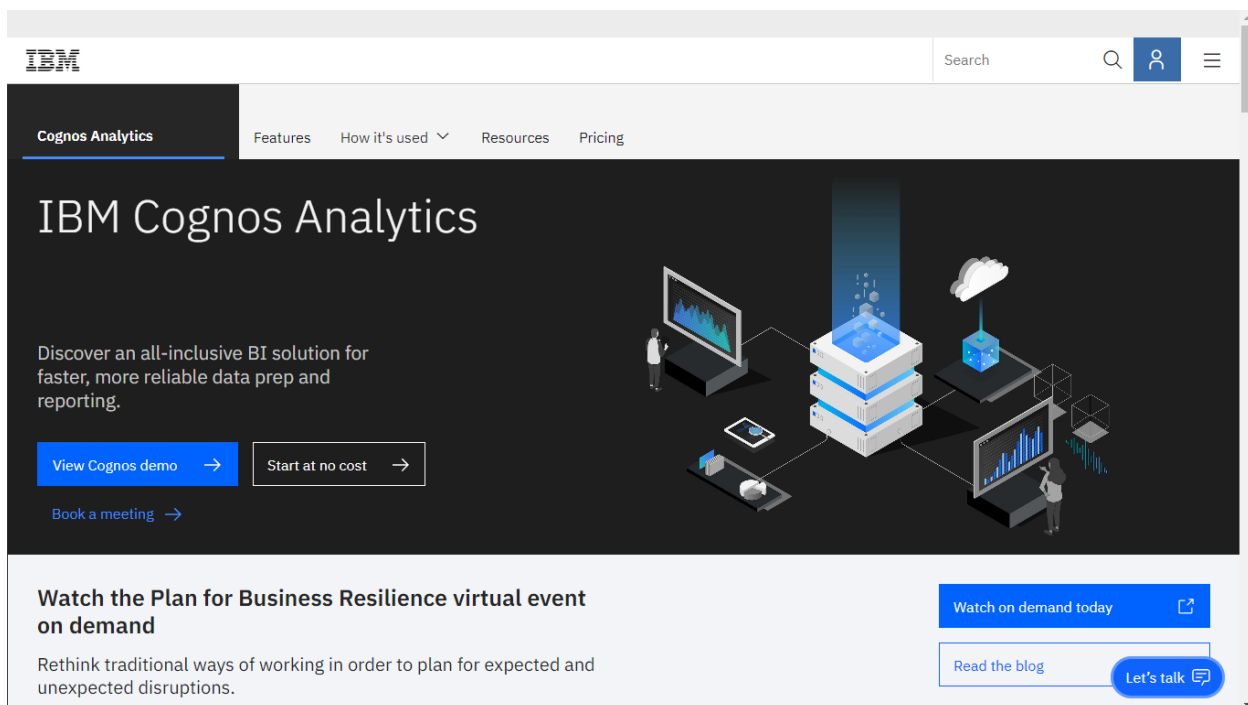 IBM
Search
Cognos Analytics
Features
How it's used
Resources
Pricing
IBM Cognos Analytics
Discover an all-inclusive BI solution for
faster, more reliable data prep and
reporting.
View Cognos demo
Start at no cost
Book a meeting
Watch the Plan for Business Resilience virtual event
on demand
Rethink traditional ways of working in order to plan for expected and
unexpected disruptions.
Watch on demand today
Read the blog
Let's talk